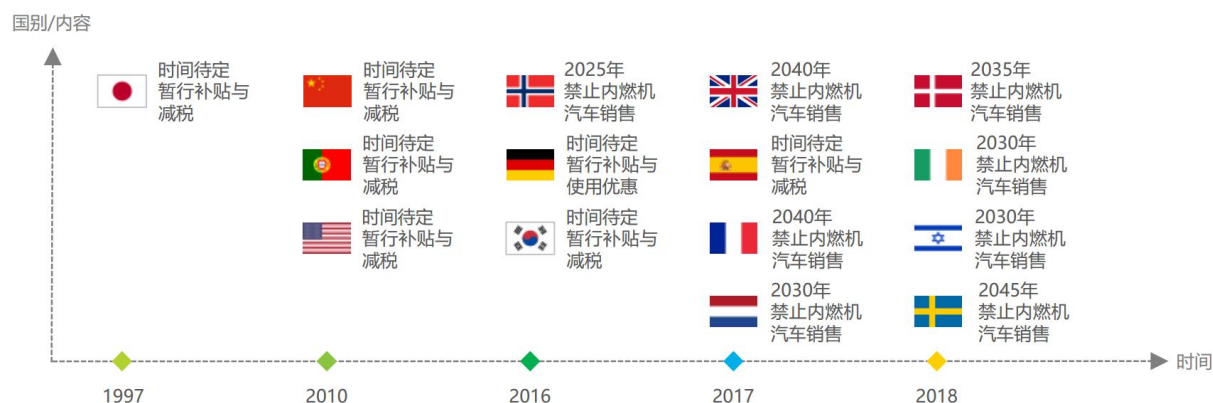 国别/内容
时间待定
暂行补贴与
减税
时间待定
暂行补贴与
减税
2025年
禁止内燃机
汽车销售
2040年
禁止内燃机
汽车销售
2035年
禁止内燃机
汽车销售
时间待定
暂行补贴与
减税
时间待定
暂行补贴与
使用优惠
时间待定
暂行补贴与
减税
2030年
禁止内燃机
汽车销售
时间待定
暂行补贴与
减税
时间待定
暂行补贴与
减税
2040年
禁止内燃机
汽车销售
2030年
禁止内燃机
汽车销售
2030年
禁止内燃机
汽车销售
2045年
禁止内燃机
汽车销售
时间
1997
2010
2016
2017
2018